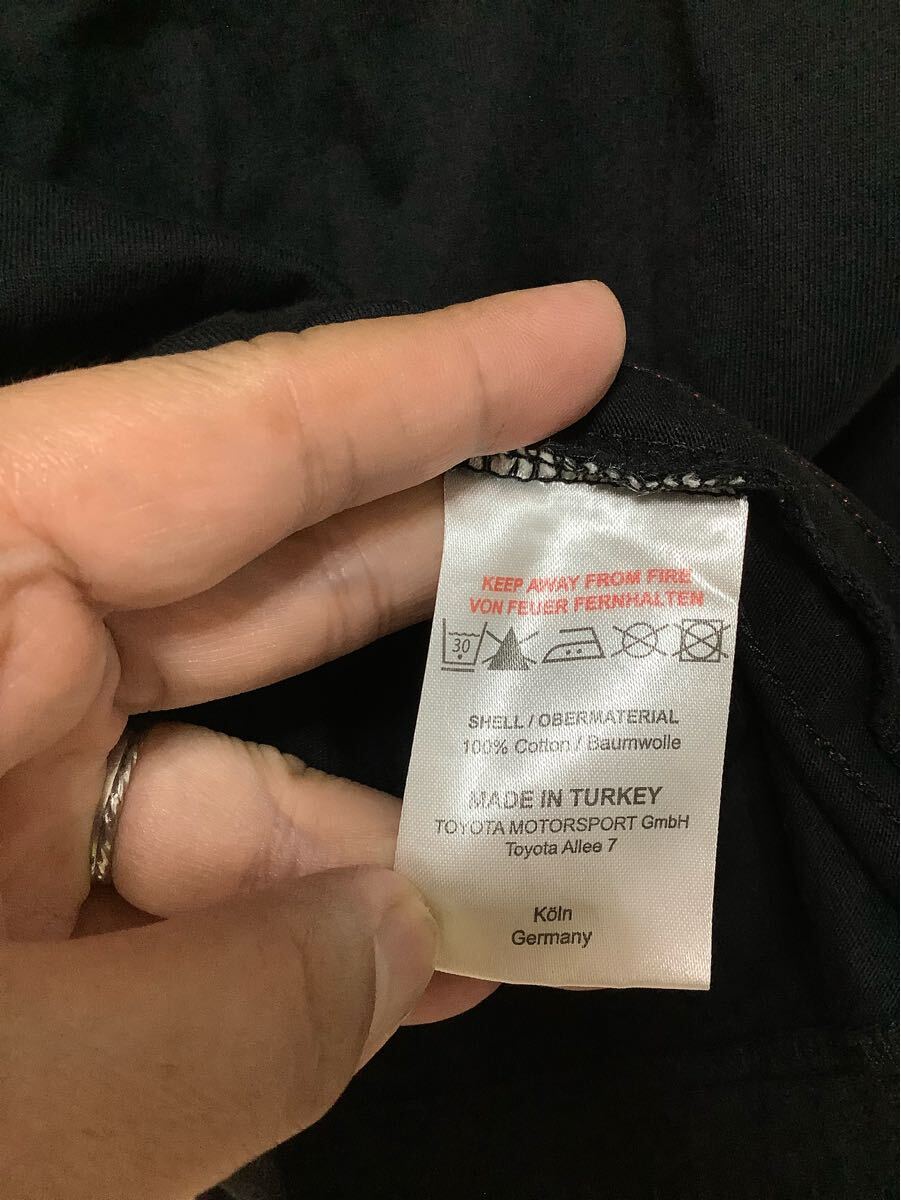 KEEP AWAY FROM FIRE
VON FEUER FERNHALTEN
30
SHELL / OBERMATERIAL
100% Cotton / Baumwolle
MADE IN TURKEY
TOYOTA MOTORSPORT GmbH
Toyota Allee 7
Köln
Germany